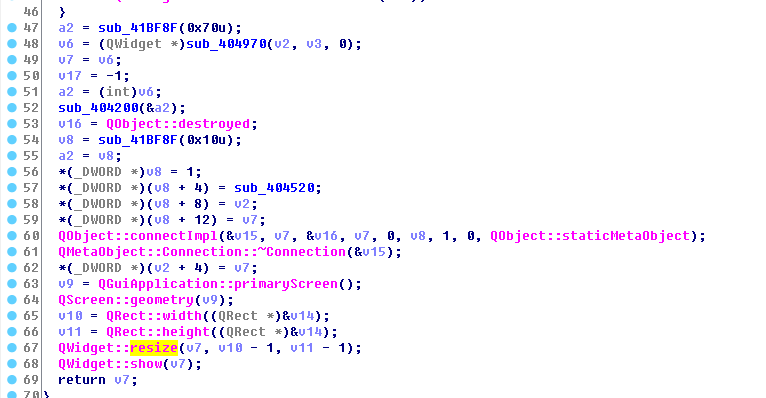 46 }
47 a2 = sub_41BF8F(0x70u);
48 v6 = (QWidget *)sub_404970(v2, v3, 0);
49 v7 = v6;
50 v17 = -1;
51 a2 = (int)v6;
52 sub_404200(&a2);
53 v16 = QObject::destroyed;
54 v8 = sub_41BF8F(0x10u);
55 a2 = v8;
56 *(_DWORD *)v8 = 1;
57 *(_DWORD *)(v8 + 4) = sub_404520;
58 *(_DWORD *)(v8 + 8) = v2;
59 *(_DWORD *)(v8 + 12) = v7;
60 QObject::connectImpl(&v15, v7, &v16, v7, 0, v8, 1, 0, QObject::staticMetaObject);
61 QMetaObject::Connection::~Connection(&v15);
62 *(_DWORD *)(v2 + 4) = v7;
63 v9 = QGuiApplication::primaryScreen();
64 QScreen::geometry(v9);
65 v10 = QRect::width((QRect *)&v14);
66 v11 = QRect::height((QRect *)&v14);
67 QWidget::resize(v7, v10 - 1, v11 - 1);
68 QWidget::show(v7);
69 return v7;
70 }